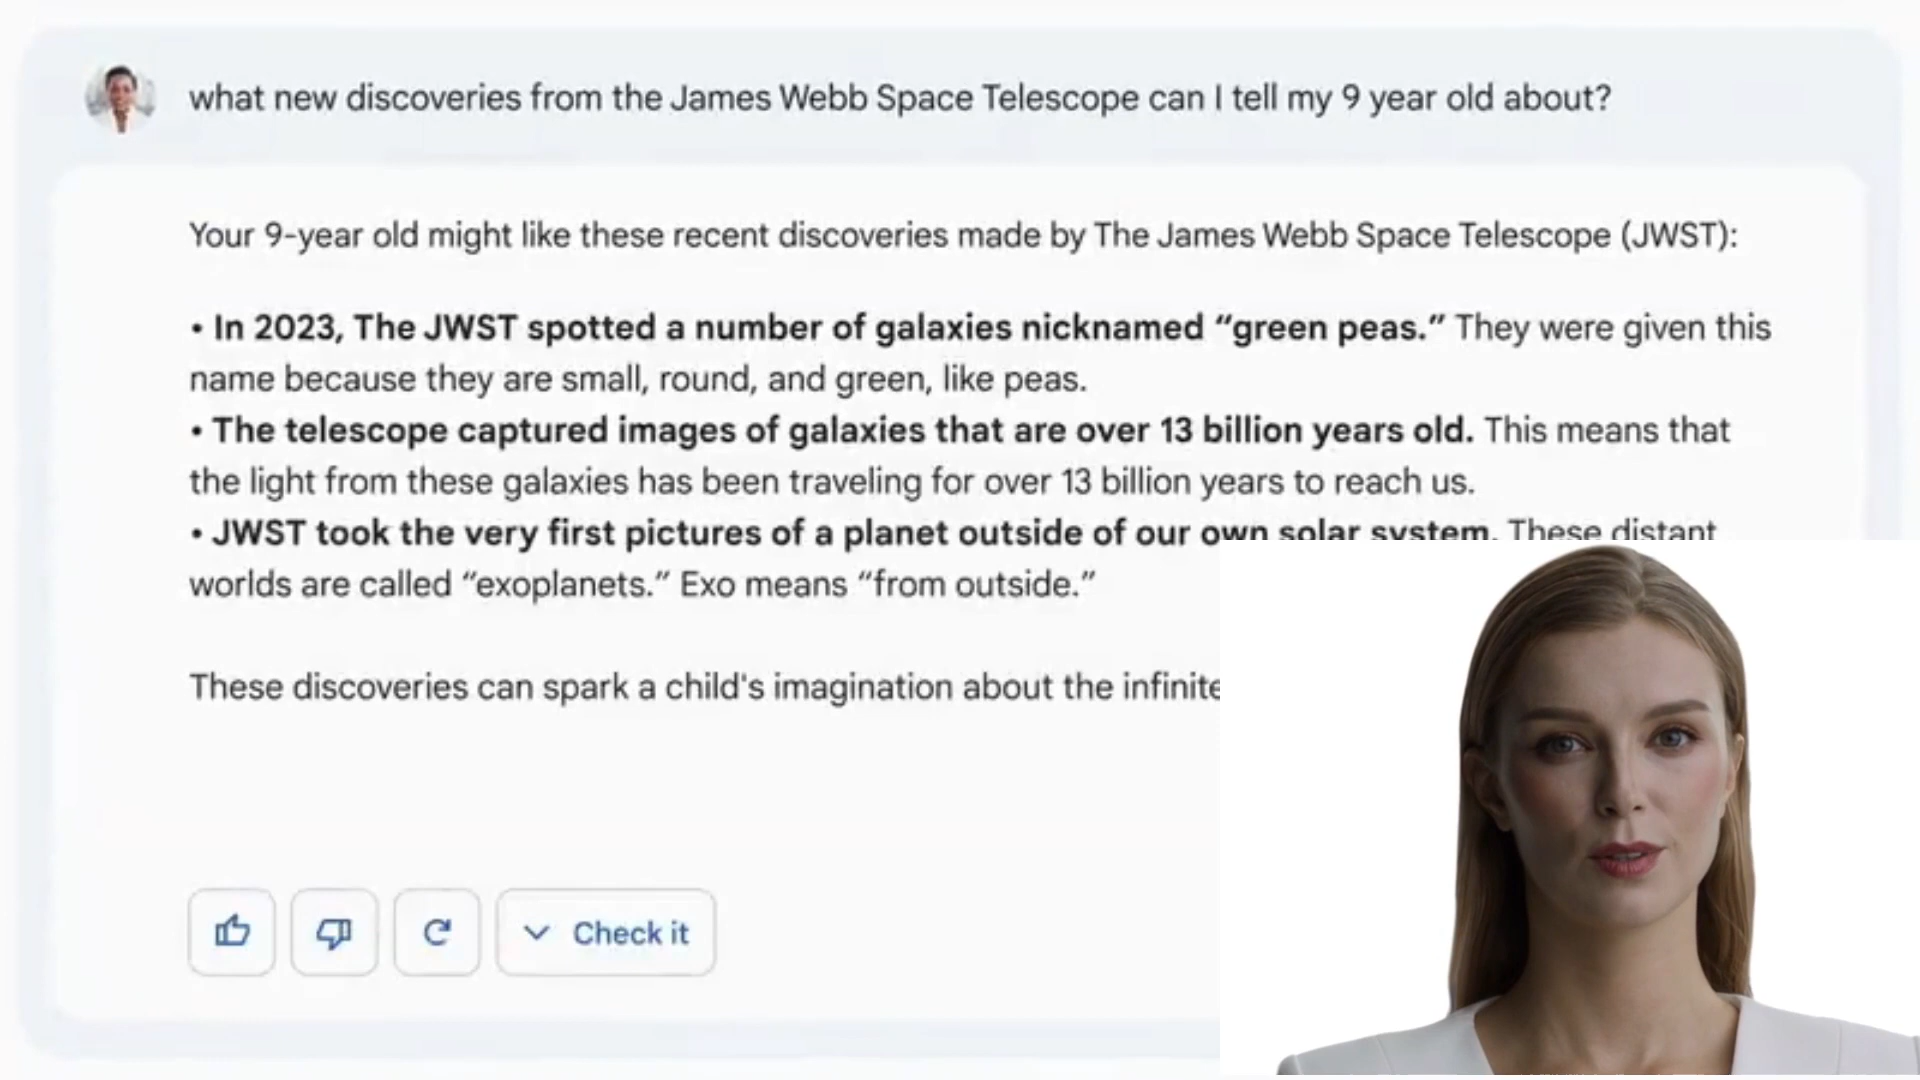 what new discoveries from the James Webb Space Telescope can I tell my 9 year old about?
Your 9-year old might like these recent discoveries made by The James Webb Space Telescope (JWST):
• In 2023, The JWST spotted a number of galaxies nicknamed “green peas.” They were given this
name because they are small, round, and green, like peas.
• The telescope captured images of galaxies that are over 13 billion years old. This means that
the light from these galaxies has been traveling for over 13 billion years to reach us.
• JWST took the very first pictures of a planet outside of our own solar system. These distant
worlds are called “exoplanets.” Exo means “from outside.”
These discoveries can spark a child's imagination about the infinite
Check it